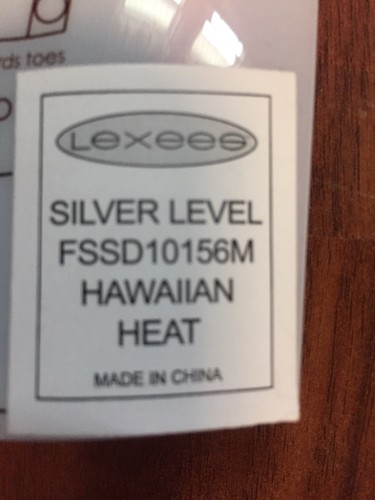 rds toes
Lexees
SILVER LEVEL
FSSD10156M
HAWAIIAN
HEAT
MADE IN CHINA